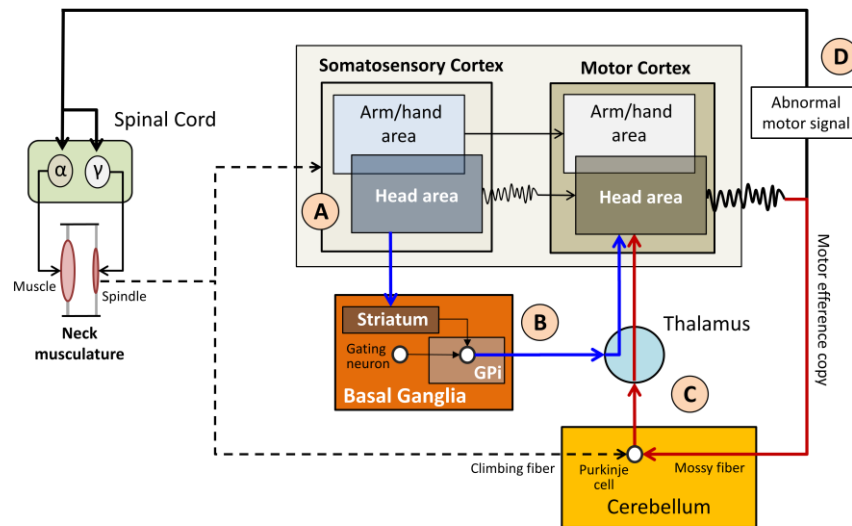 D
Somatosensory Cortex
Motor Cortex
Abnormal
motor signal
Spinal Cord
Arm/hand
area
Arm/hand
area
α
γ
Head area
Head area
A
Muscle
Spindle
Neck
musculature
Motor efference copy
Striatum
B
Thalamus
Gating
neuron
GPi
Basal Ganglia
C
Climbing fiber
Purkinje
cell
Mossy fiber
Cerebellum